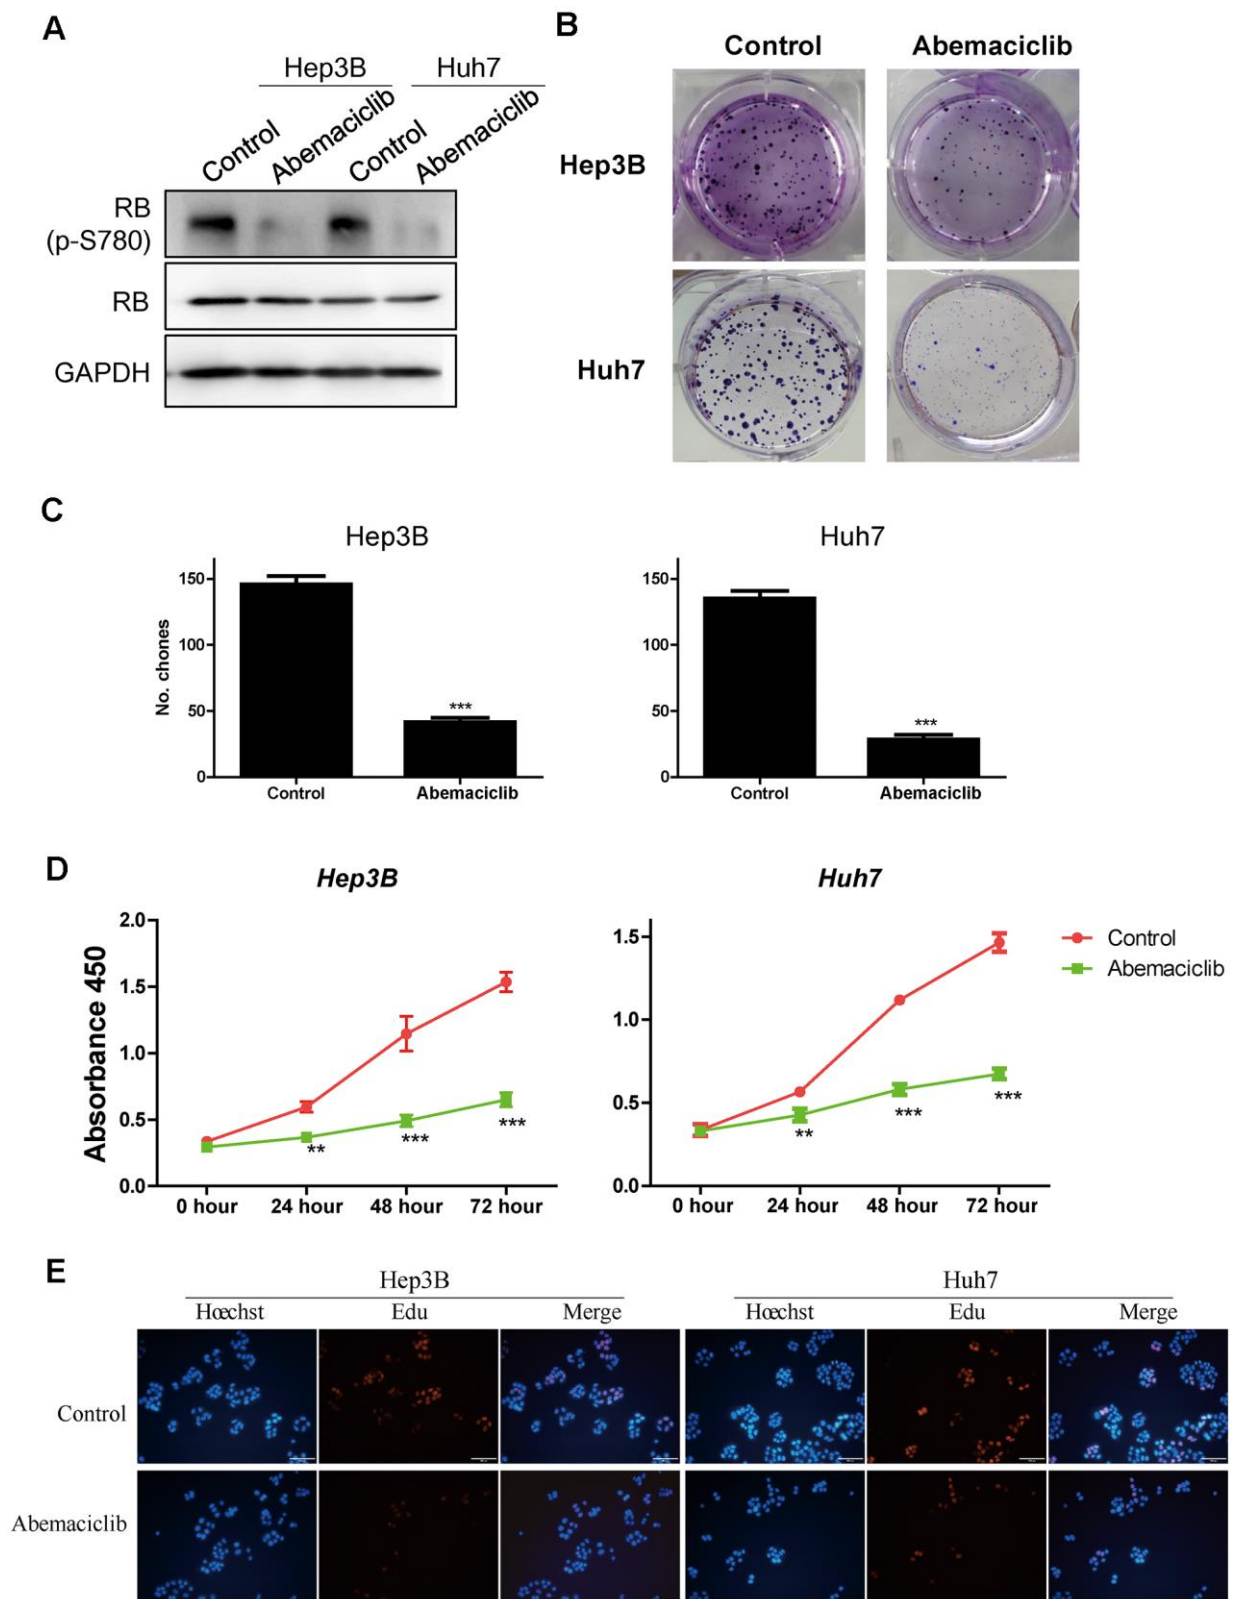 A
Hep3B
Huh7
Control
Abemaciclib
Control
Abemaciclib
RB
(p-S780)
RB
GAPDH
B
Control
Abemaciclib
Hep3B
Huh7
C
Hep3B
Huh7
No. chones
150
100
50
0
***
Control
Abemaciclib
150
100
50
0
***
Control
Abemaciclib
D
Hep3B
Huh7
Absorbance 450
2.0
1.5
1.0
0.5
0.0
**
***
***
0 hour
24 hour
48 hour
72 hour
1.5
1.0
0.5
0.0
**
***
***
0 hour
24 hour
48 hour
72 hour
Control
Abemaciclib
E
Hep3B
Huh7
Hœchst
Edu
Merge
Hœchst
Edu
Merge
Control
Abemaciclib